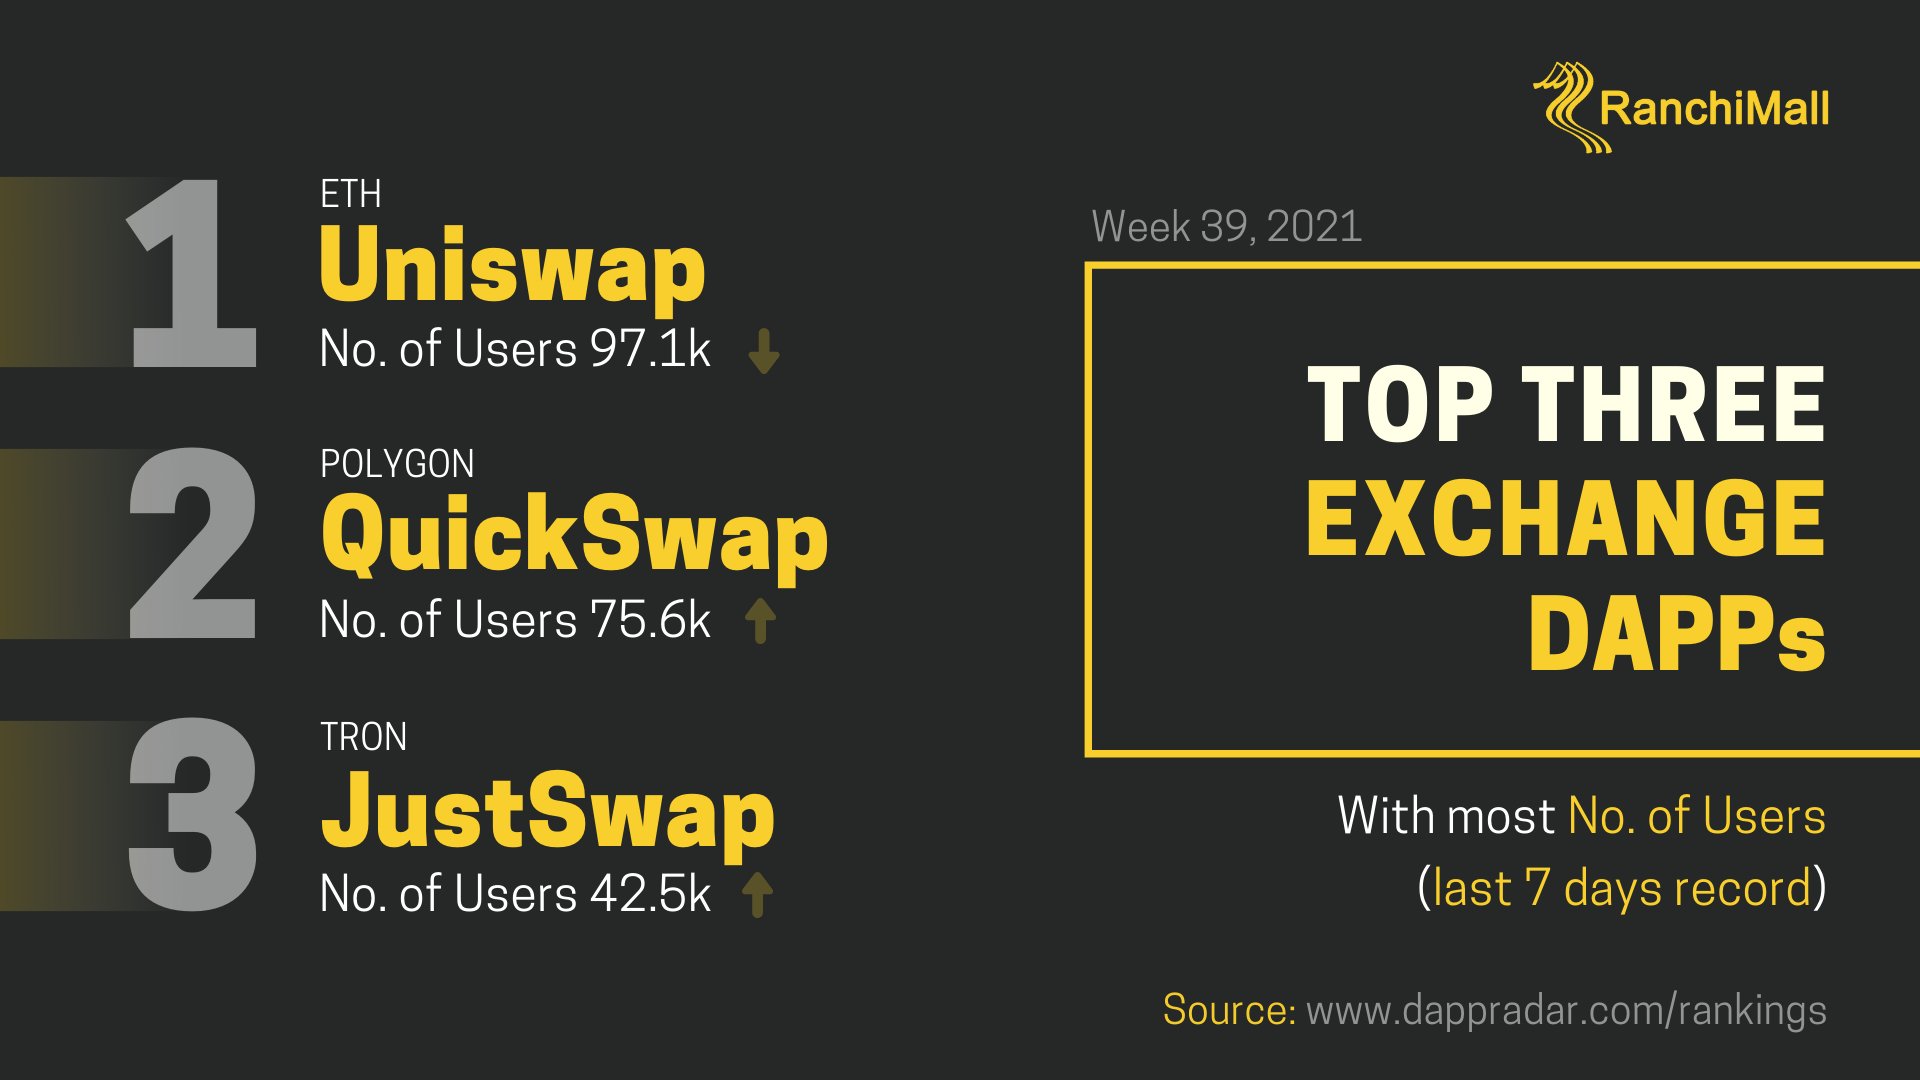 RanchiMall
1
ETH
Uniswap
No. of Users 97.1k
2
POLYGON
QuickSwap
No. of Users 75.6k
3
TRON
JustSwap
No. of Users 42.5k
Week 39, 2021
TOP THREE
EXCHANGE
DAPPs
With most No. of Users
(last 7 days record)
Source: www.dappradar.com/rankings